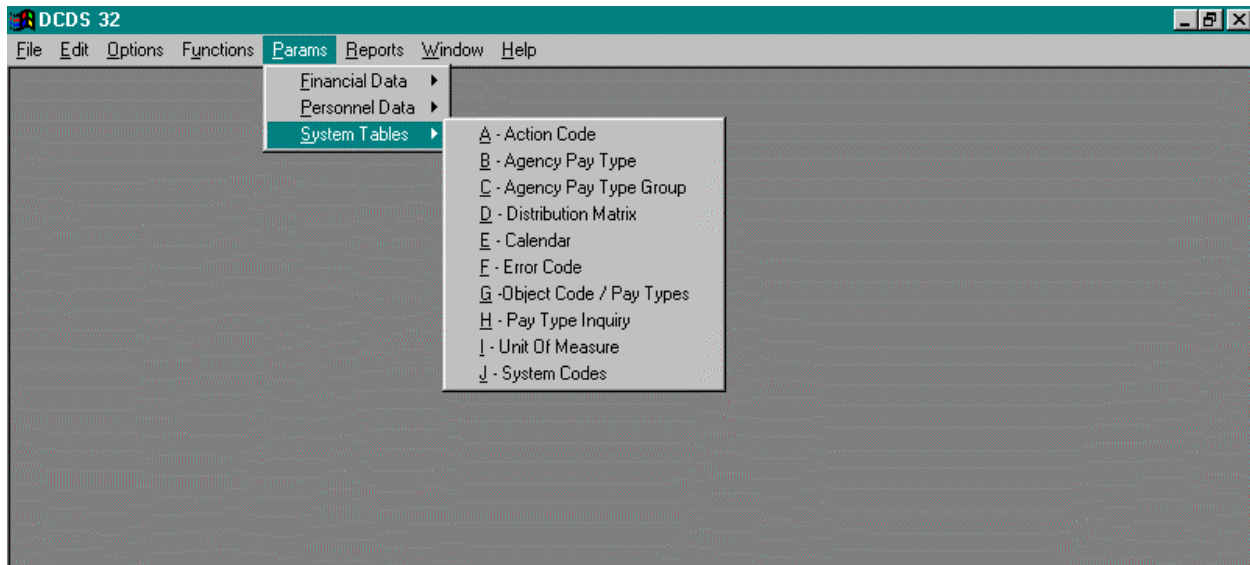 DCDS 32
File Edit Options Functions Params Reports Window Help
Financial Data
Personnel Data
System Tables
A - Action Code
B - Agency Pay Type
C - Agency Pay Type Group
D - Distribution Matrix
E - Calendar
F - Error Code
G -Object Code / Pay Types
H - Pay Type Inquiry
I - Unit Of Measure
J - System Codes